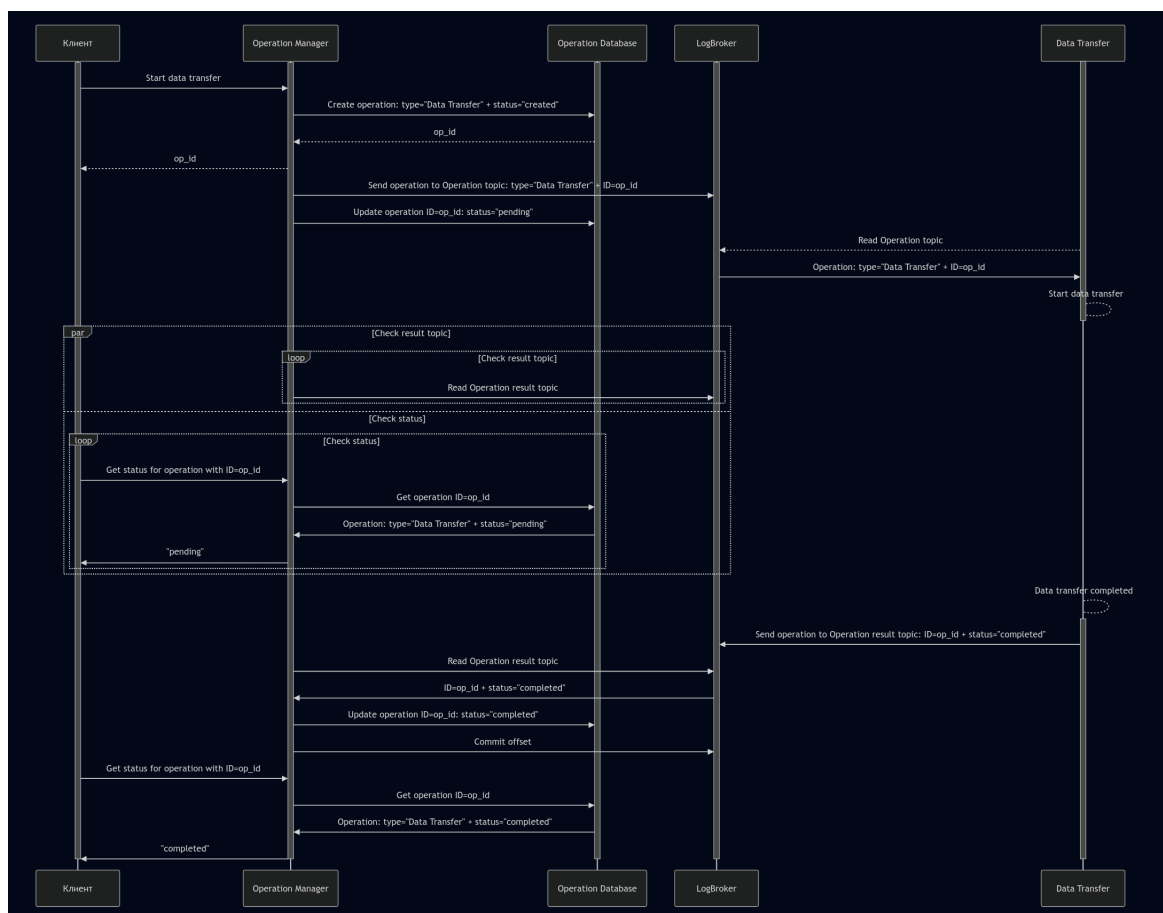 Клиент
Operation Manager
Operation Database
LogBroker
Data Transfer
Start data transfer
Create operation: type="Data Transfer" + status="created"
op_id
op_id
Send operation to Operation topic: type="Data Transfer" + ID=op_id
Update operation ID=op_id: status="pending"
Read Operation topic
Operation: type="Data Transfer" + ID=op_id
Start data transfer
par
[Check result topic]
loop
[Check result topic]
Read Operation result topic
[Check status]
loop
[Check status]
Get status for operation with ID=op_id
Get operation ID=op_id
Operation: type="Data Transfer" + status="pending"
"pending"
Data transfer completed
Send operation to Operation result topic: ID=op_id + status="completed"
Read Operation result topic
ID=op_id + status="completed"
Update operation ID=op_id: status="completed"
Commit offset
Get status for operation with ID=op_id
Get operation ID=op_id
Operation: type="Data Transfer" + status="completed"
"completed"
Клиент
Operation Manager
Operation Database
LogBroker
Data Transfer